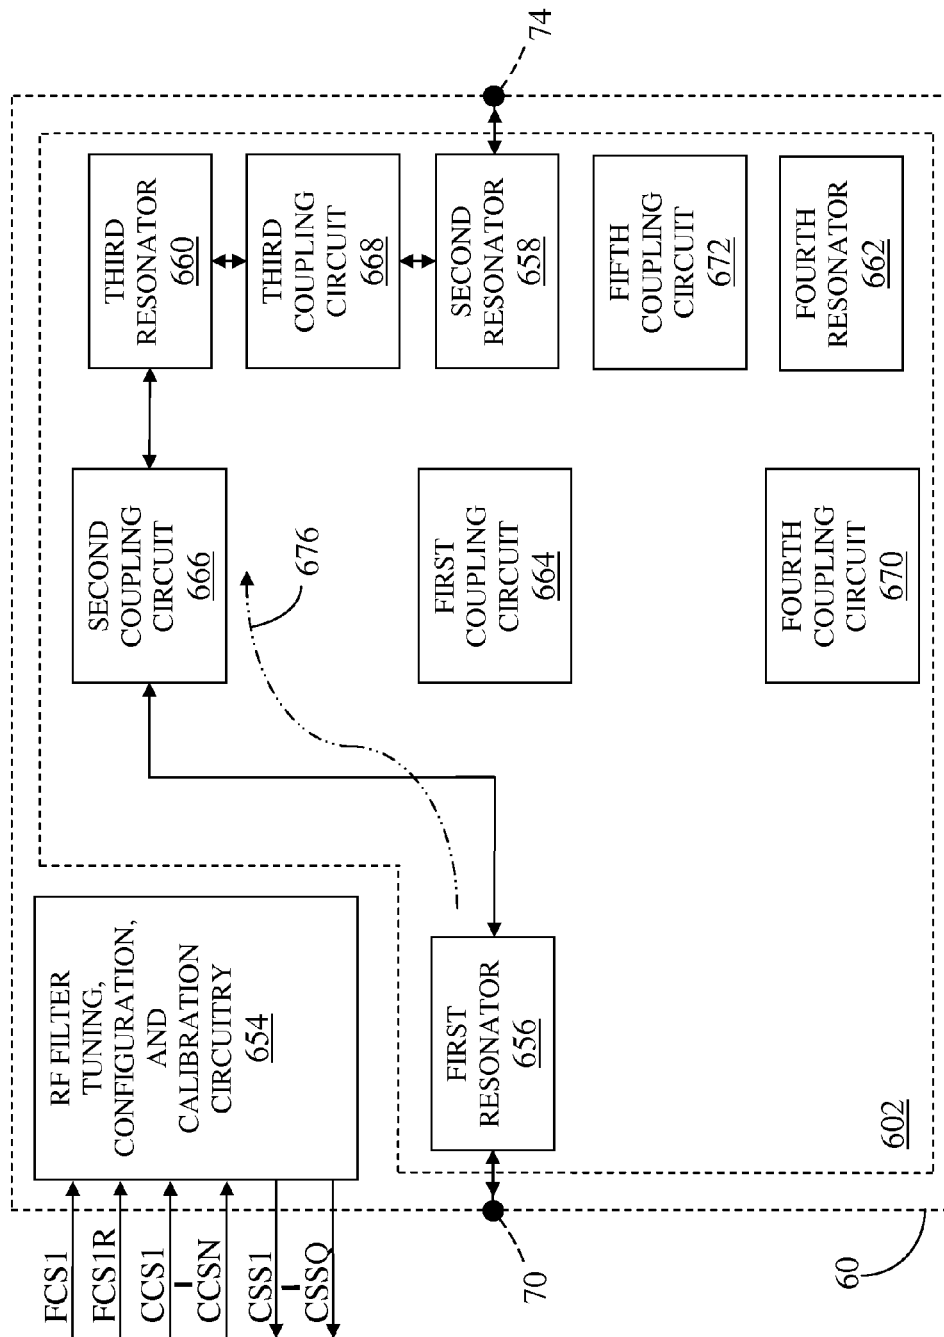 FCS1
FCS1R
CCS1
CCSN
CSS1
CSSQ
RF FILTER
TUNING,
CONFIGURATION,
AND
CALIBRATION
CIRCUITRY
654
SECOND
COUPLING
CIRCUIT
666
THIRD
RESONATOR
660
THIRD
COUPLING
CIRCUIT
668
676
70
FIRST
RESONATOR
656
FIRST
COUPLING
CIRCUIT
664
SECOND
RESONATOR
658
74
FIFTH
COUPLING
CIRCUIT
672
FOURTH
COUPLING
CIRCUIT
670
FOURTH
RESONATOR
662
602
60